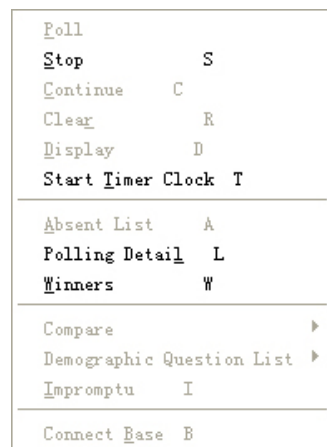 Poll
Stop S
Continue C
Clear R
Display D
Start Timer Clock T
Absent List A
Polling Detail L
Winners W
Compare
Demographic Question List
Impromptu I
Connect Base B